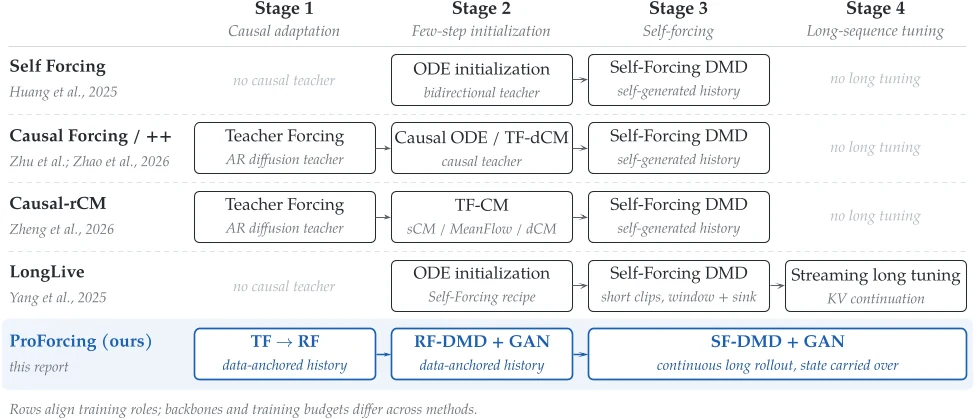 Stage 1 Stage 2 Stage 3 Stage 4
Causal adaptation Few-step initialization Self-forcing Long-sequence tuning
Self Forcing
Huang et al., 2025
no causal teacher
ODE initialization
bidirectional teacher
Self-Forcing DMD
self-generated history
no long tuning
Causal Forcing / ++
Zhu et al.; Zhao et al., 2026
Teacher Forcing
AR diffusion teacher
Causal ODE / TF-dCM
causal teacher
Self-Forcing DMD
self-generated history
no long tuning
Causal-rCM
Zheng et al., 2026
Teacher Forcing
AR diffusion teacher
TF-CM
sCM / MeanFlow / dCM
Self-Forcing DMD
self-generated history
no long tuning
LongLive
Yang et al., 2025
no causal teacher
ODE initialization
Self-Forcing recipe
Self-Forcing DMD
short clips, window + sink
Streaming long tuning
KV continuation
ProForcing (ours)
this report
TF → RF
data-anchored history
RF-DMD + GAN
data-anchored history
SF-DMD + GAN
continuous long rollout, state carried over
Rows align training roles; backbones and training budgets differ across methods.